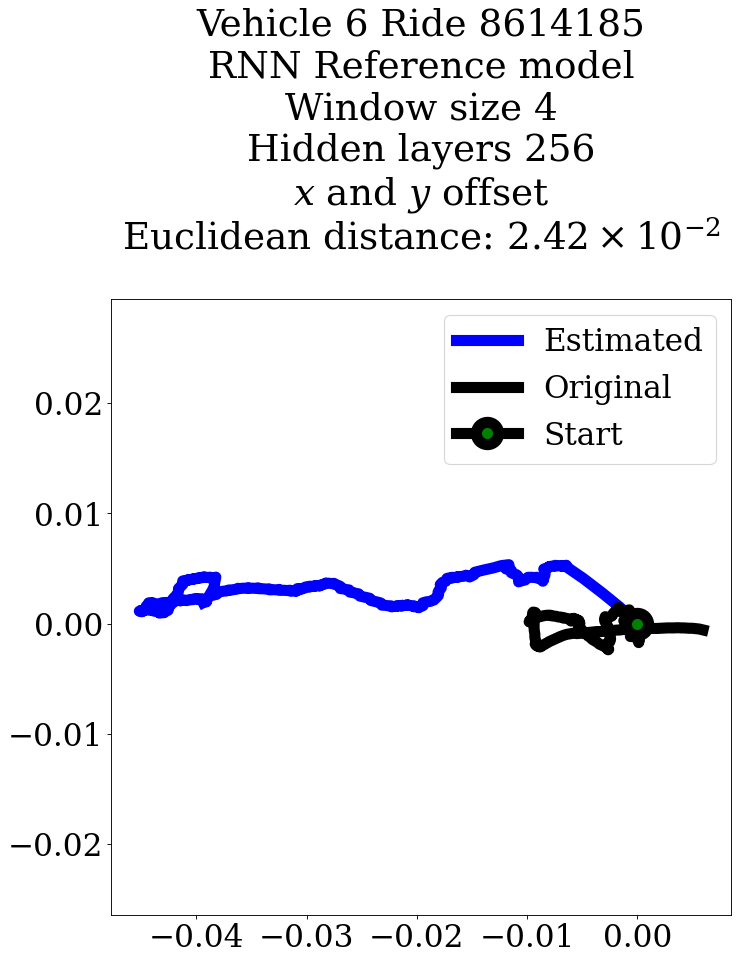 Vehicle 6 Ride 8614185
RNN Reference model
Window size 4
Hidden layers 256
x and y offset
Euclidean distance: 2.42 × 10⁻²
Estimated
Original
Start
0.02
0.01
0.00
−0.01
−0.02
−0.04 −0.03 −0.02 −0.01 0.00